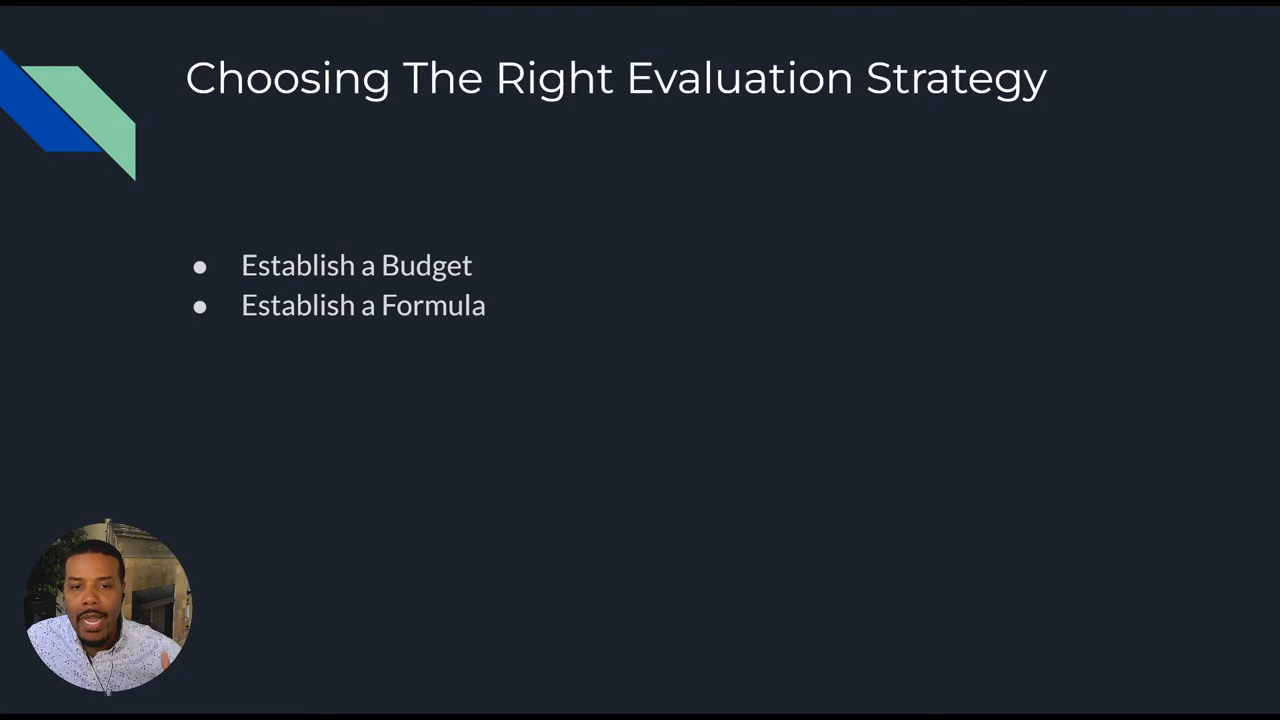 Choosing The Right Evaluation Strategy
● Establish a Budget
● Establish a Formula